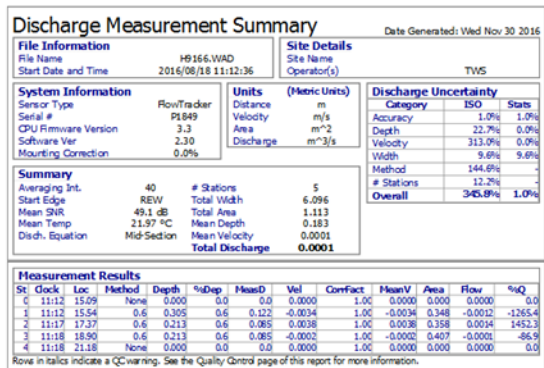 Discharge Measurement Summary
Date Generated: Wed Nov 30 2016
File Information
File Name H9166.WAD
Start Date and Time 2016/08/18 11:12:36
Site Details
Site Name
Operator(s) TWS
System Information
Sensor Type FlowTracker
Serial # P1849
CPU Firmware Version 3.3
Software Ver 2.30
Mounting Correction 0.0%
Units (Metric Units)
Distance m
Velocity m/s
Area m^2
Discharge m^3/s
Discharge Uncertainty
Category ISO Stats
Accuracy 1.0% 1.0%
Depth 22.7% 0.0%
Velocity 313.0% 0.0%
Width 9.6% 9.6%
Method 144.6% -
# Stations 12.2% -
Overall 345.8% 1.0%
Summary
Averaging Int. 40 # Stations 5
Start Edge REW Total Width 6.096
Mean SNR 49.1 dB Total Area 1.113
Mean Temp 21.97 ºC Mean Depth 0.183
Disch. Equation Mid-Section Mean Velocity 0.0001
Total Discharge 0.0001
Measurement Results
St Clock Loc Method Depth %Dep MeasD Vel CorrFact MeanV Area Flow %Q
0 11:12 15.09 None 0.000 0.0 0.0 0.0000 1.00 0.0000 0.000 0.0000 0.0
1 11:12 15.54 0.6 0.305 0.6 0.122 -0.0034 1.00 -0.0034 0.348 -0.0012 -1265.4
2 11:17 17.37 0.6 0.213 0.6 0.085 0.0038 1.00 0.0038 0.358 0.0014 1452.3
3 11:18 18.90 0.6 0.213 0.6 0.085 -0.0002 1.00 -0.0002 0.407 -0.0001 -86.9
4 11:18 21.18 None 0.000 0.0 0.0 0.0000 1.00 0.0000 0.000 0.0000 0.0
Rows in italics indicate a QC warning. See the Quality Control page of this report for more information.